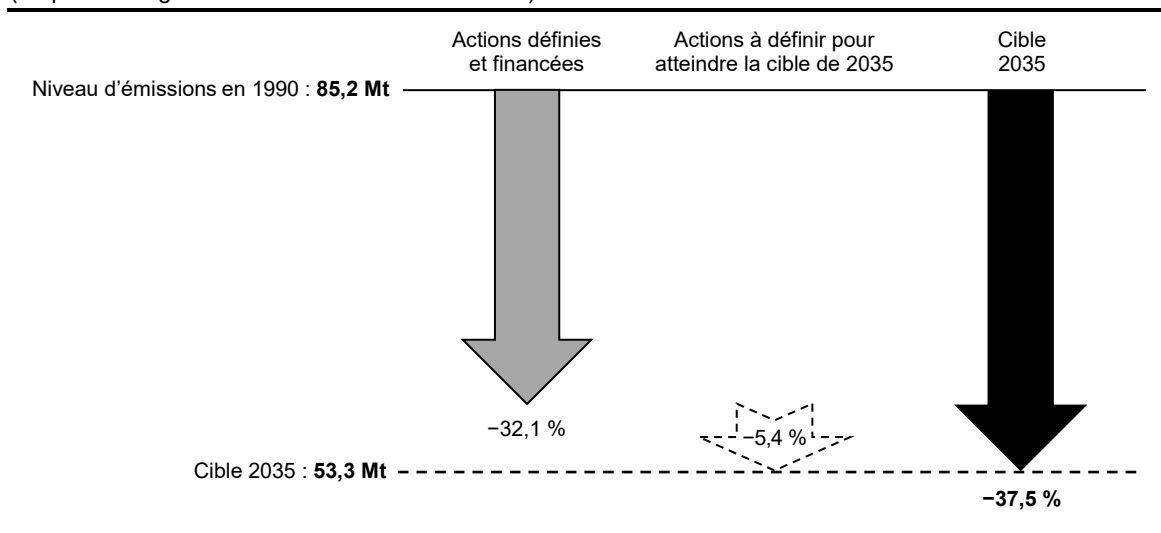 Actions définies
et financées
Actions à définir pour
atteindre la cible de 2035
Cible
2035
Niveau d’émissions en 1990 : 85,2 Mt
−32,1 %
−5,4 %
Cible 2035 : 53,3 Mt
−37,5 %